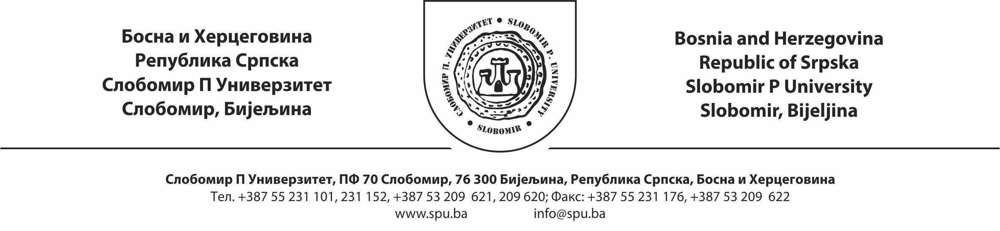 Босна и Херцеговина
Република Српска
Слобомир П Универзитет
Слобомир, Бијељина
СЛОБОМИР П. УНИВЕРЗИТЕТ • SLOBOMIR P. UNIVERSITY
• SLOBOMIR •
Bosnia and Herzegovina
Republic of Srpska
Slobomir P University
Slobomir, Bijeljina
Слобомир П Универзитет, ПФ 70 Слобомир, 76 300 Бијељина, Република Српска, Босна и Херцеговина
Тел. +387 55 231 101, 231 152, +387 53 209 621, 209 620; Факс: +387 55 231 176, +387 53 209 622
www.spu.ba info@spu.ba